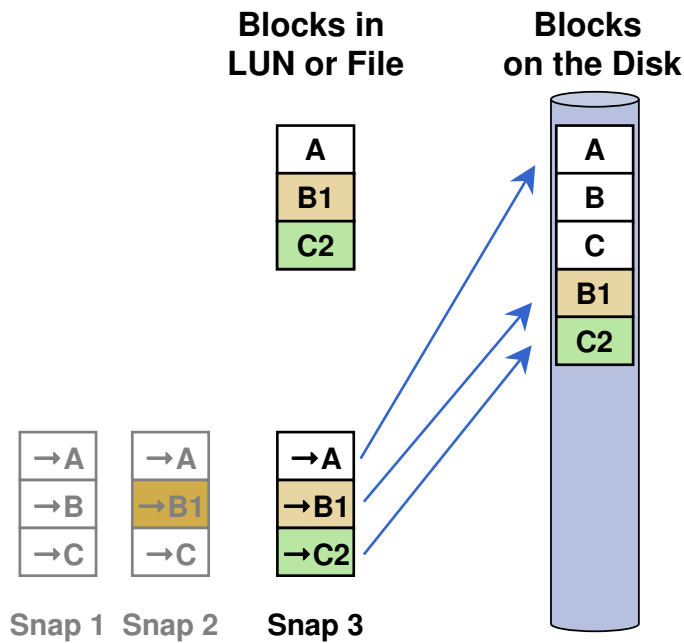 Blocks in
LUN or File
Blocks
on the Disk
A
B1
C2
A
B
C
B1
C2
→A
→B
→C
→A
→B1
→C
→A
→B1
→C2
Snap 1
Snap 2
Snap 3